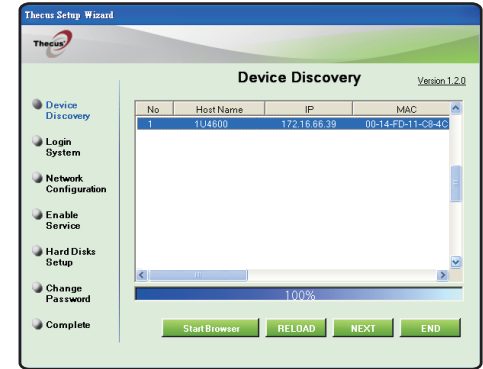 Thecus Setup Wizard
Thecus
Device Discovery
Version 1.2.0
Device
Discovery
Login
System
Network
Configuration
Enable
Service
Hard Disks
Setup
Change
Password
Complete
No Host Name IP MAC
1 1U4600 172.16.66.39 00-14-FD-11-C8-4C
100%
Start Browser RELOAD NEXT END